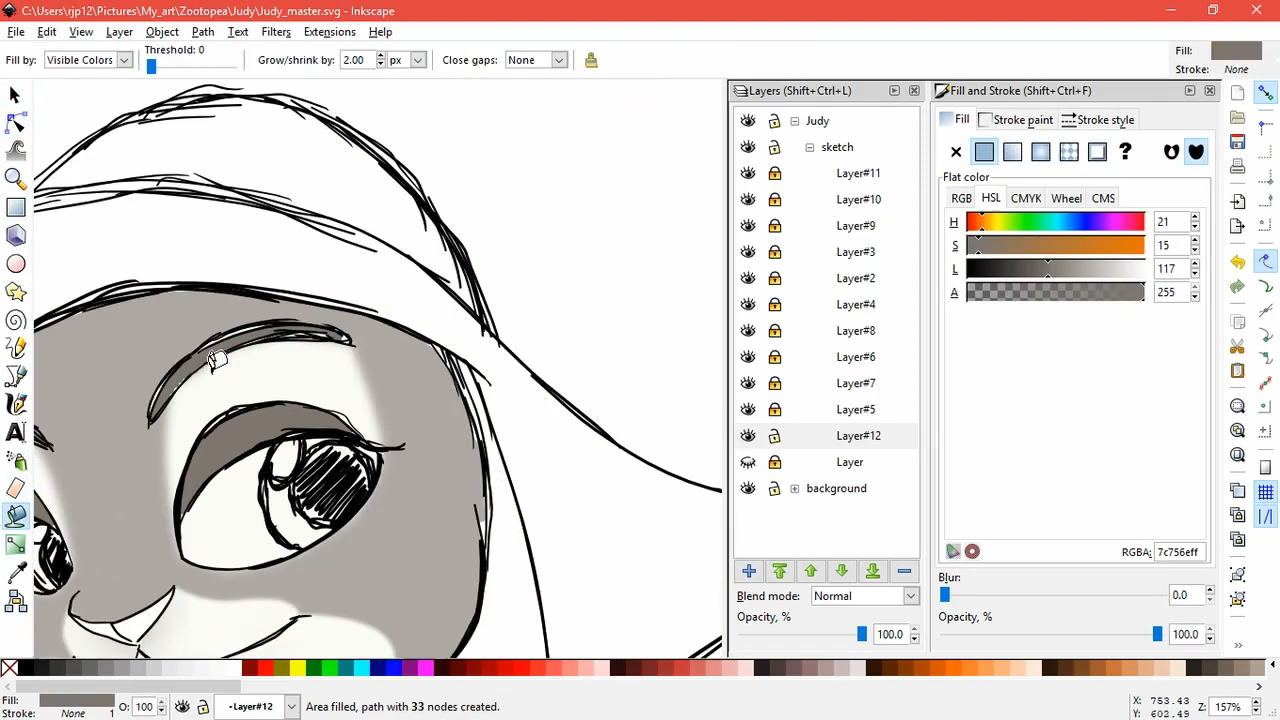 C:\Users\rjp12\Pictures\My_art\Zootopea\Judy\Judy_master.svg - Inkscape
File Edit View Layer Object Path Text Filters Extensions Help
Fill by: Visible Colors Threshold: 0 Grow/shrink by: 2.00 px Close gaps: None
Fill:
Stroke: None
Layers (Shift+Ctrl+L)
Judy
sketch
Layer#11
Layer#10
Layer#9
Layer#3
Layer#2
Layer#4
Layer#8
Layer#6
Layer#7
Layer#5
Layer#12
Layer
background
Blend mode: Normal
Opacity, %
100.0
Fill and Stroke (Shift+Ctrl+F)
Fill Stroke paint Stroke style
Flat color
RGB HSL CMYK Wheel CMS
H 21
S 15
L 117
A 255
RGBA: 7c756eff
Blur:
0.0
Opacity, %
100.0
Fill:
Stroke: None 1
O: 100
•Layer#12
Area filled, path with 33 nodes created.
X: 753.43
Y: 602.43
Z: 157%